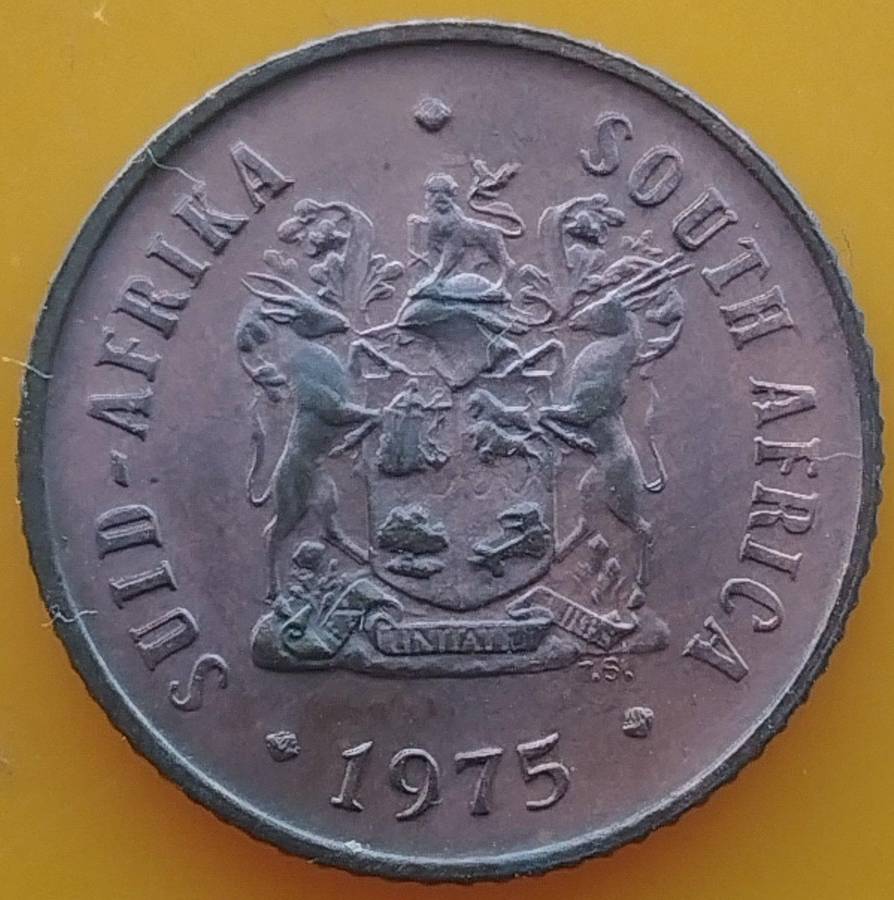 SUID-AFRIKA
SOUTH AFRICA
1975
T.S.